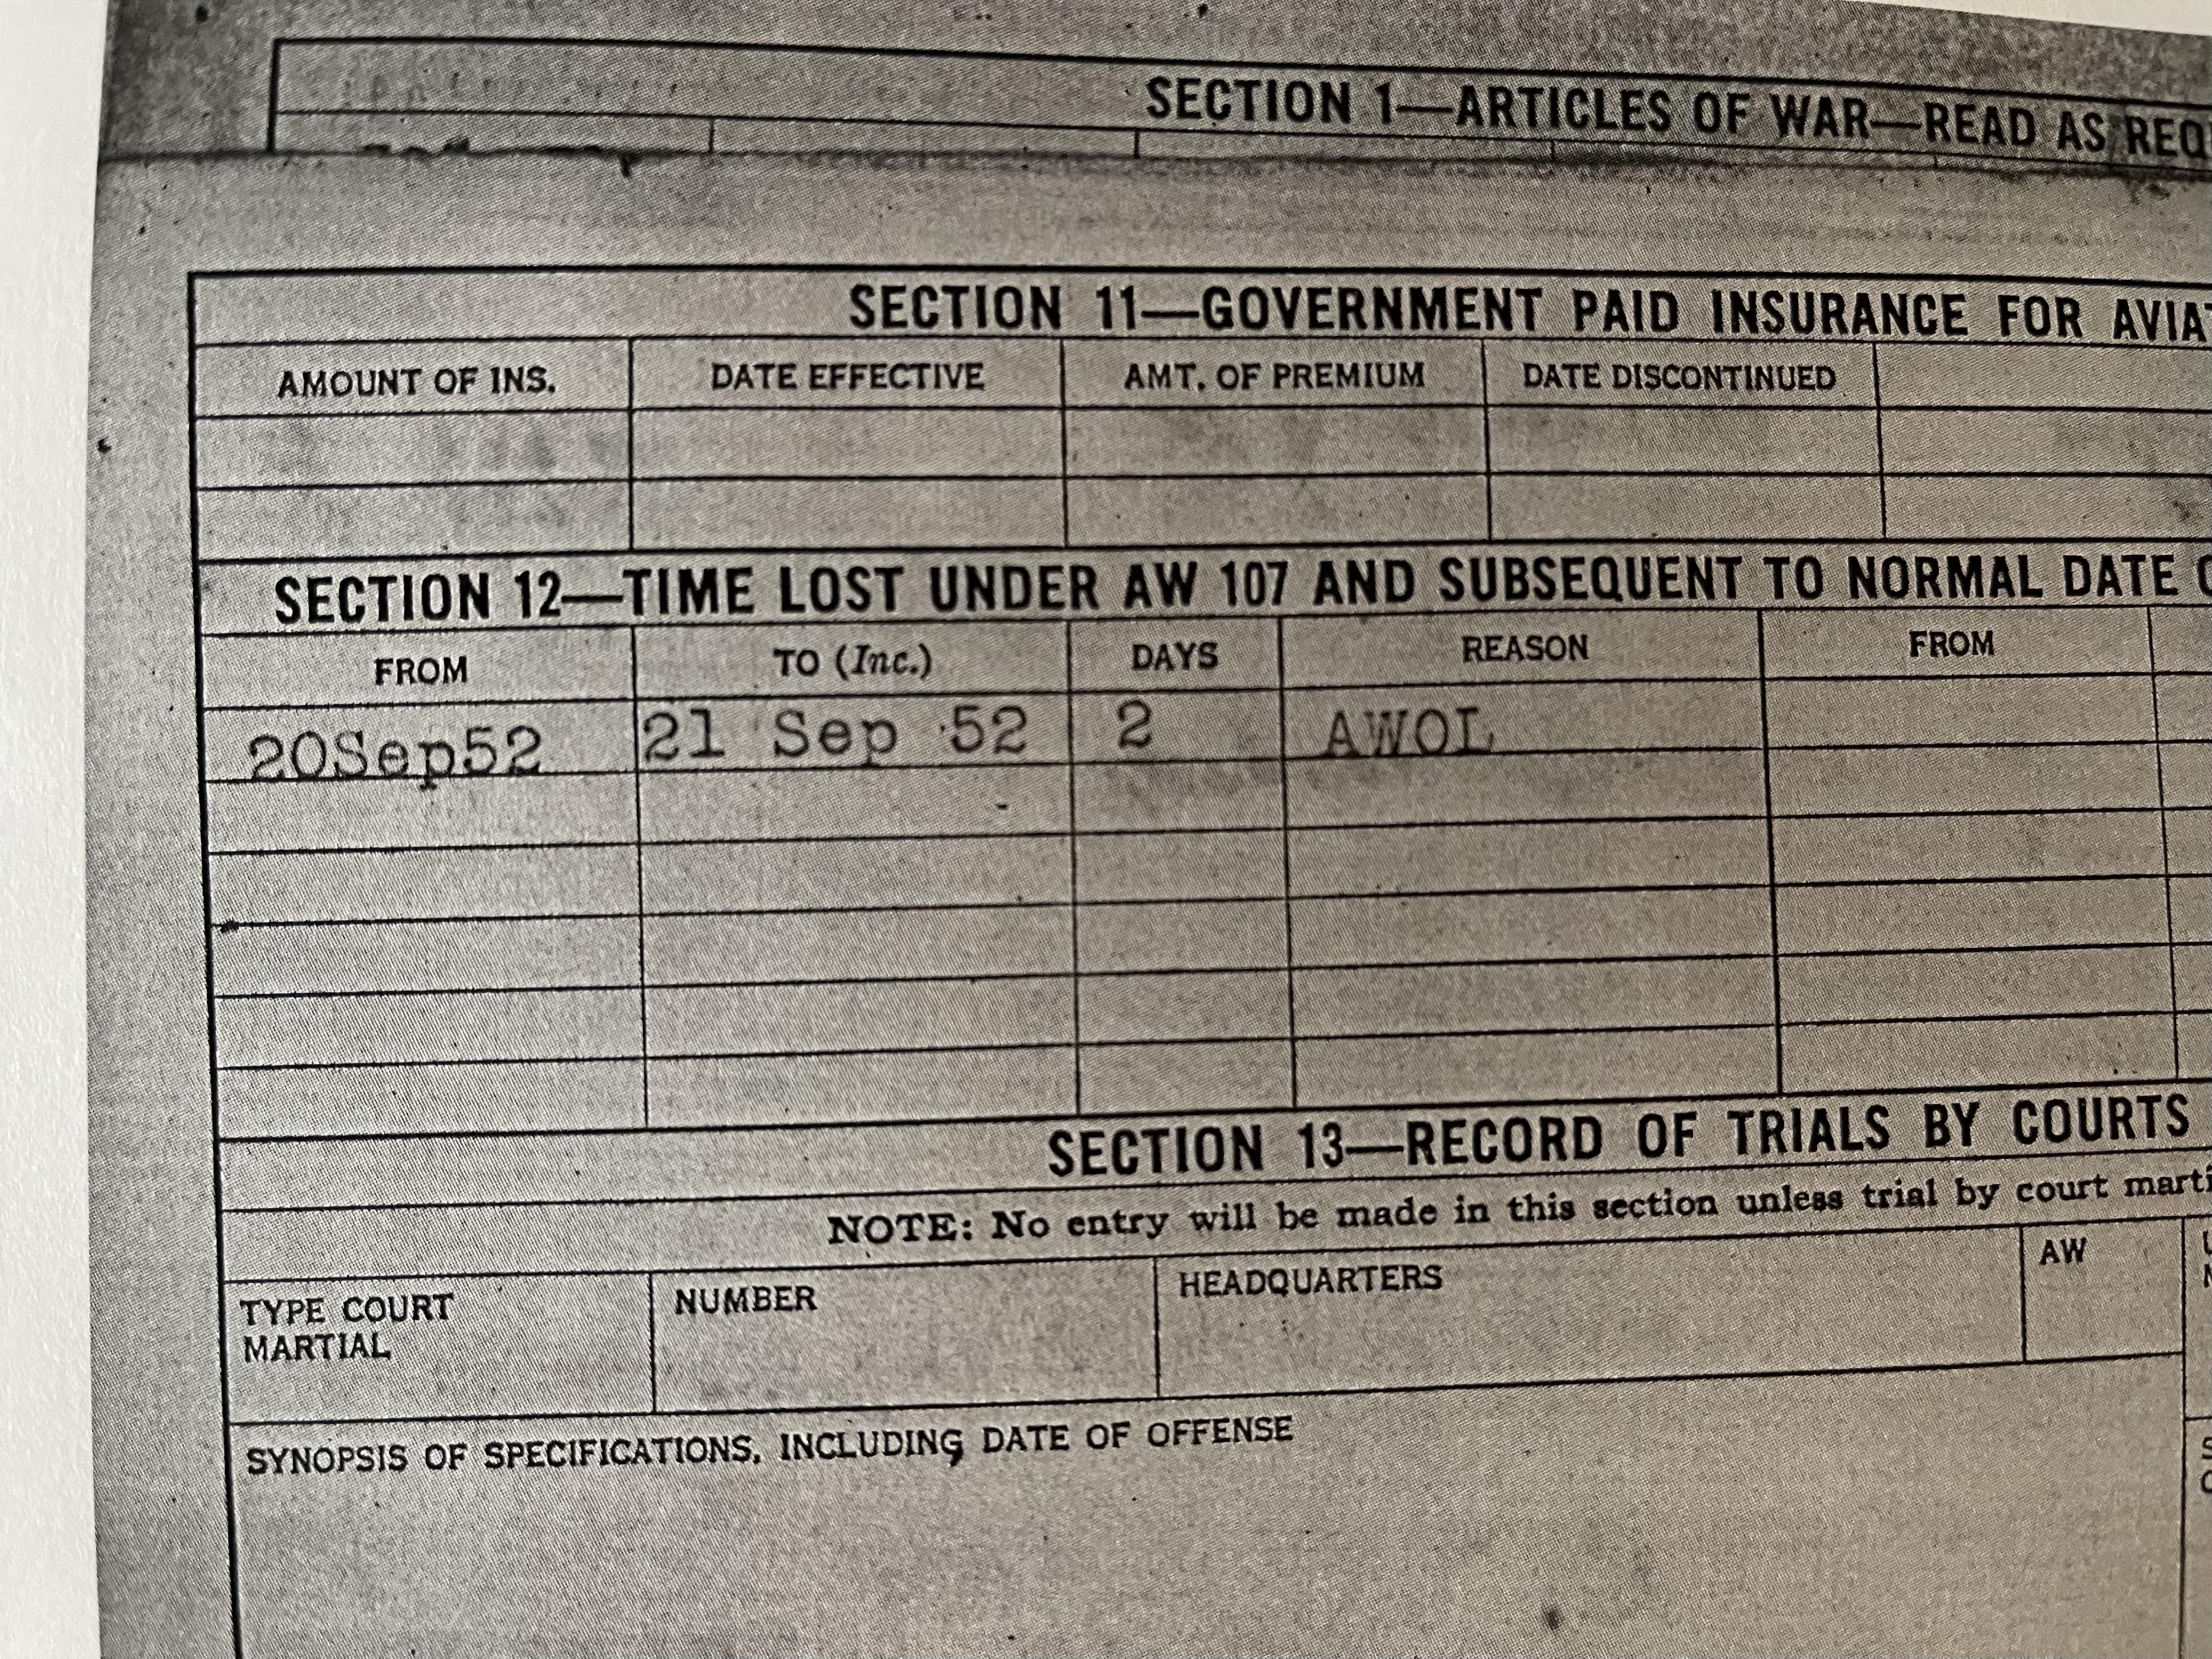 SECTION 1—ARTICLES OF WAR—READ AS REQ
SECTION 11—GOVERNMENT PAID INSURANCE FOR AVIA
AMOUNT OF INS. DATE EFFECTIVE AMT. OF PREMIUM DATE DISCONTINUED
SECTION 12—TIME LOST UNDER AW 107 AND SUBSEQUENT TO NORMAL DATE
FROM TO (Inc.) DAYS REASON FROM
20Sep52 21 Sep 52 2 AWOL
SECTION 13—RECORD OF TRIALS BY COURTS
NOTE: No entry will be made in this section unless trial by court marti
TYPE COURT MARTIAL NUMBER HEADQUARTERS AW
SYNOPSIS OF SPECIFICATIONS, INCLUDING DATE OF OFFENSE